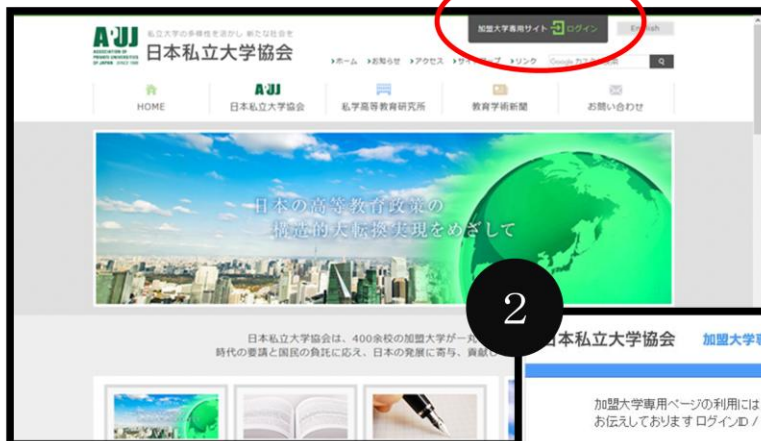 私立大学の多様性を活かし 新たな社会を
AJU
ASSOCIATION OF
PRIVATE UNIVERSITIES
OF JAPAN SINCE 1946
日本私立大学協会
加盟大学専用サイト ログイン
English
ホーム お知らせ アクセス リンク
HOME
AJU
日本私立大学協会
私学高等教育研究所
教育学術新聞
お問い合わせ
日本の高等教育政策の
構造的大転換実現をめざして
2
日本私立大学協会は、400余校の加盟大学が一丸
時代の要請と国民の負託に応え、日本の発展に寄与、貢献
本私立大学協会
加盟大学専
加盟大学専用ページの利用には
お伝えしております ログインID /